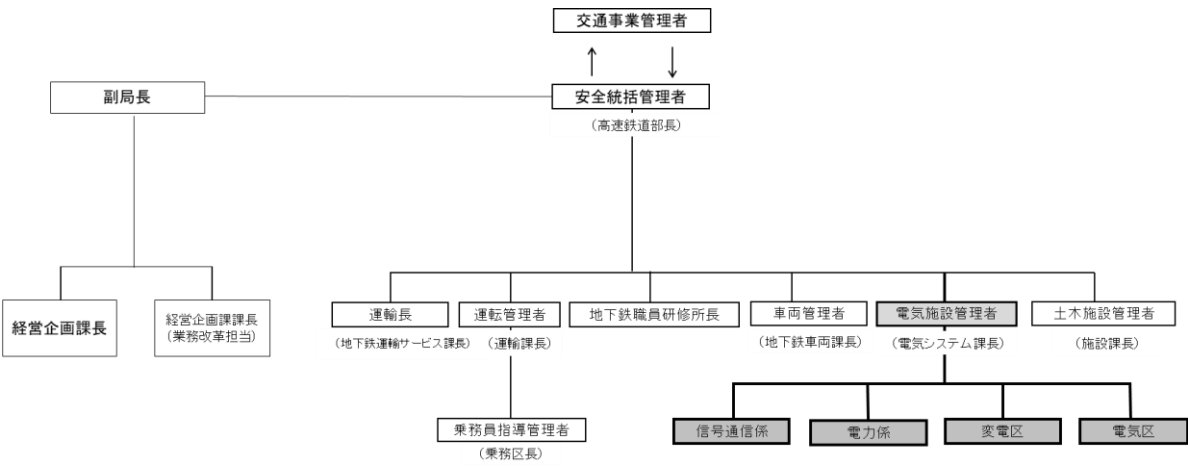 交通事業管理者
副局長
安全統括管理者
（高速鉄道部長）
経営企画課長
経営企画課課長
（業務改革担当）
運輸長
（地下鉄運輸サービス課長）
運転管理者
（運輸課長）
地下鉄職員研修所長
車両管理者
（地下鉄車両課長）
電気施設管理者
（電気システム課長）
土木施設管理者
（施設課長）
乗務員指導管理者
（乗務区長）
信号通信係
電力係
変電区
電気区